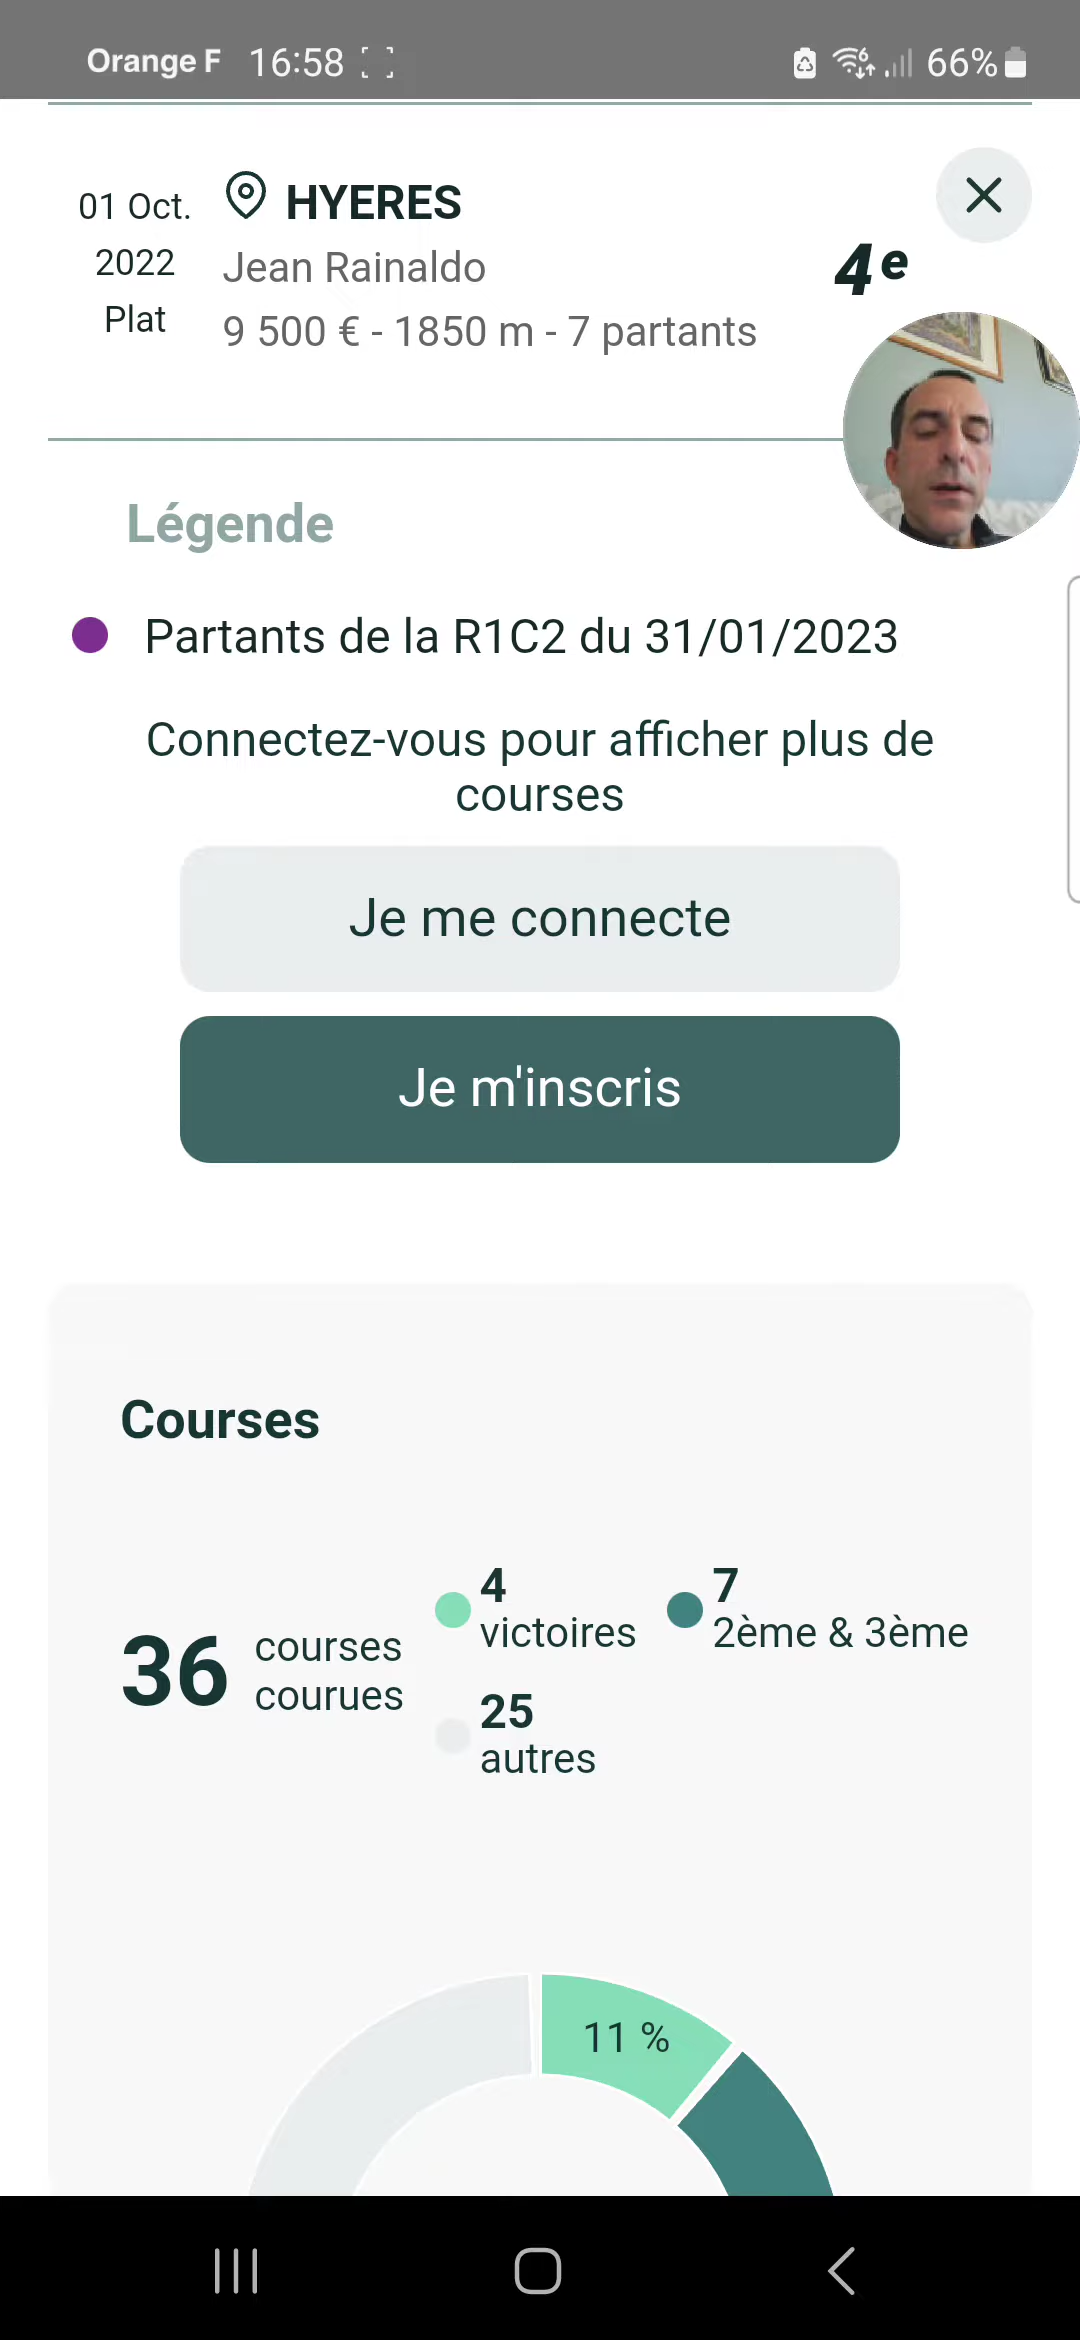 Orange F 16:58 66%
01 Oct.
2022
Plat
HYERES
Jean Rainaldo
9 500 € - 1850 m - 7 partants
4e
Légende
Partants de la R1C2 du 31/01/2023
Connectez-vous pour afficher plus de
courses
Je me connecte
Je m'inscris
Courses
36 courses
courues
4
victoires
7
2ème & 3ème
25
autres
11 %